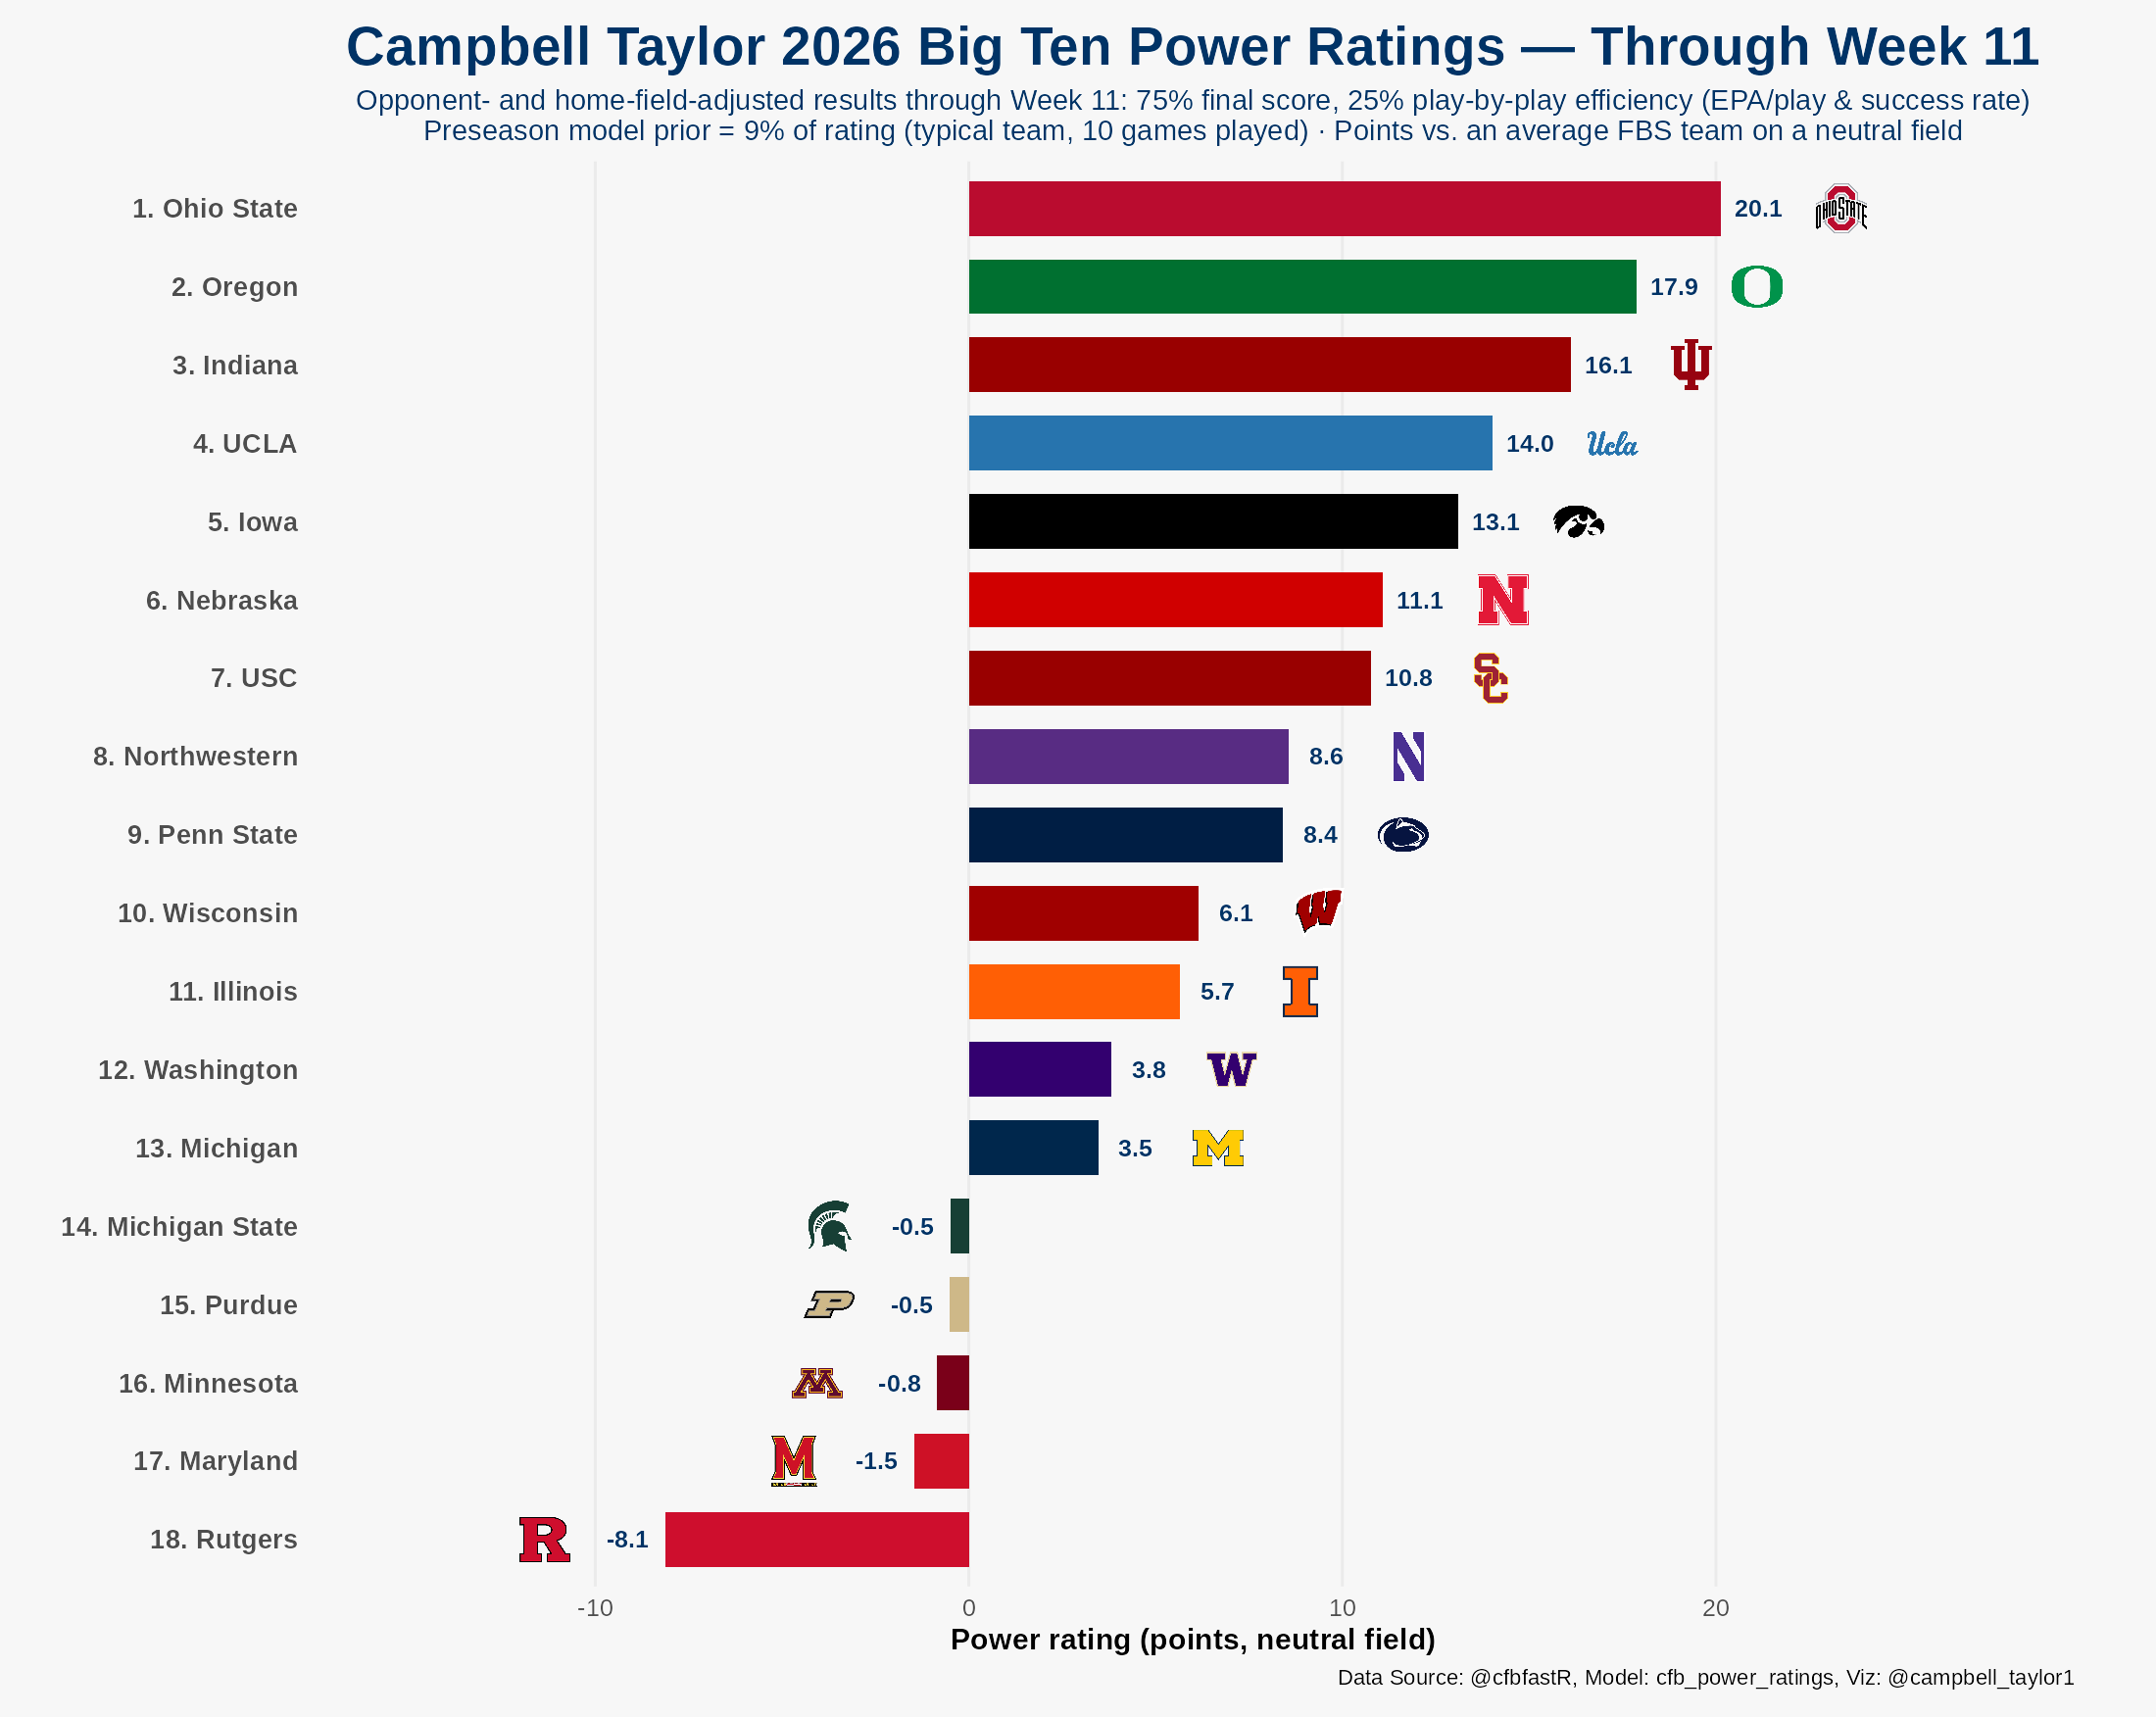 Campbell Taylor 2026 Big Ten Power Ratings — Through Week 11
Opponent- and home-field-adjusted results through Week 11: 75% final score, 25% play-by-play efficiency (EPA/play & success rate)
Preseason model prior = 9% of rating (typical team, 10 games played) · Points vs. an average FBS team on a neutral field
1. Ohio State 20.1 OHIO STATE
2. Oregon 17.9 O
3. Indiana 16.1
4. UCLA 14.0 Ucla
5. Iowa 13.1
6. Nebraska 11.1 N
7. USC 10.8 SC
8. Northwestern 8.6 N
9. Penn State 8.4
10. Wisconsin 6.1 W
11. Illinois 5.7 I
12. Washington 3.8 W
13. Michigan 3.5 M
14. Michigan State -0.5
15. Purdue P -0.5
16. Minnesota M -0.8
17. Maryland M -1.5
18. Rutgers R -8.1
-10 0 10 20
Power rating (points, neutral field)
Data Source: @cfbfastR, Model: cfb_power_ratings, Viz: @campbell_taylor1